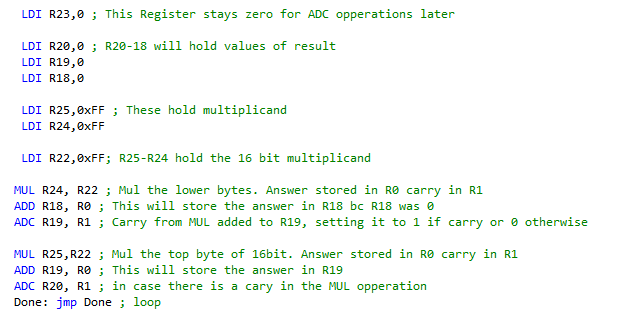 LDI R23,0 ; This Register stays zero for ADC opperations later
LDI R20,0 ; R20-18 will hold values of result
LDI R19,0
LDI R18,0
LDI R25,0xFF ; These hold multiplicand
LDI R24,0xFF
LDI R22,0xFF; R25-R24 hold the 16 bit multiplicand
MUL R24, R22 ; Mul the lower bytes. Answer stored in R0 carry in R1
ADD R18, R0 ; This will store the answer in R18 bc R18 was 0
ADC R19, R1 ; Carry from MUL added to R19, setting it to 1 if carry or 0 otherwise
MUL R25,R22 ; Mul the top byte of 16bit. Answer stored in R0 carry in R1
ADD R19, R0 ; This will store the answer in R19
ADC R20, R1 ; in case there is a cary in the MUL opperation
Done: jmp Done ; loop